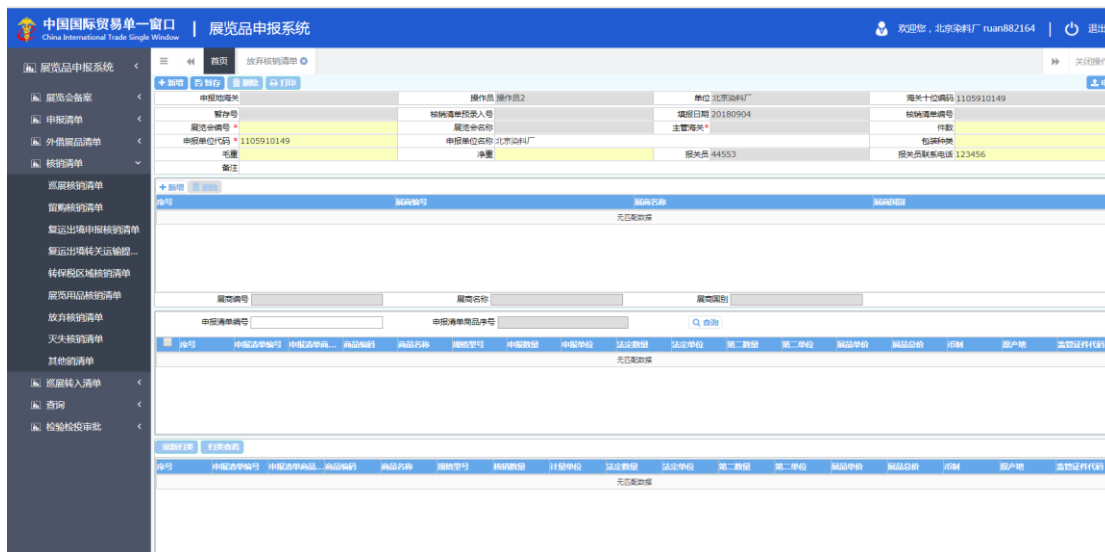 中国国际贸易单一窗口 | 展览品申报系统
China International Trade Single Window
欢迎您，北京染料厂 ruan882164 | 退出
展览品申报系统
首页 放弃核销清单
关闭操作
+新增 暂存 删除 打印
申报地海关 操作员 操作员2 单位 北京染料厂 海关十位编码 1105910149
暂存号 核销清单预录入号 填报日期 20180904 核销清单编号
展览会编号 * 展览会名称 主管海关* 件数
申报单位代码 * 1105910149 申报单位名称 北京染料厂 包装种类
毛重 净重 报关员 44553 报关员联系电话 123456
备注
展览会备案
申报清单
外借展品清单
核销清单
巡展核销清单
留购核销清单
复运出境申报核销清单
复运出境转关运输提...
转保税区域核销清单
展览用品核销清单
放弃核销清单
灭失核销清单
其他销清单
巡展转入清单
查询
检验检疫审批
+新增 删除
序号 展商编号 展商名称 展商国别
无匹配数据
展商编号 展商名称 展商国别
申报清单编号 申报清单商品序号 查询
序号 申报清单编号 申报清单商... 商品编码 商品名称 规格型号 申报数量 申报单位 法定数量 法定单位 第二数量 第二单位 展品单价 展品总价 币制 原产地 监管证件代码
无匹配数据
重新归类 归类查看
序号 申报清单编号 申报清单商品... 商品编码 商品名称 规格型号 核销数量 计量单位 法定数量 法定单位 第二数量 第二单位 展品单价 展品总价 币制 原产地 监管证件代码
无匹配数据